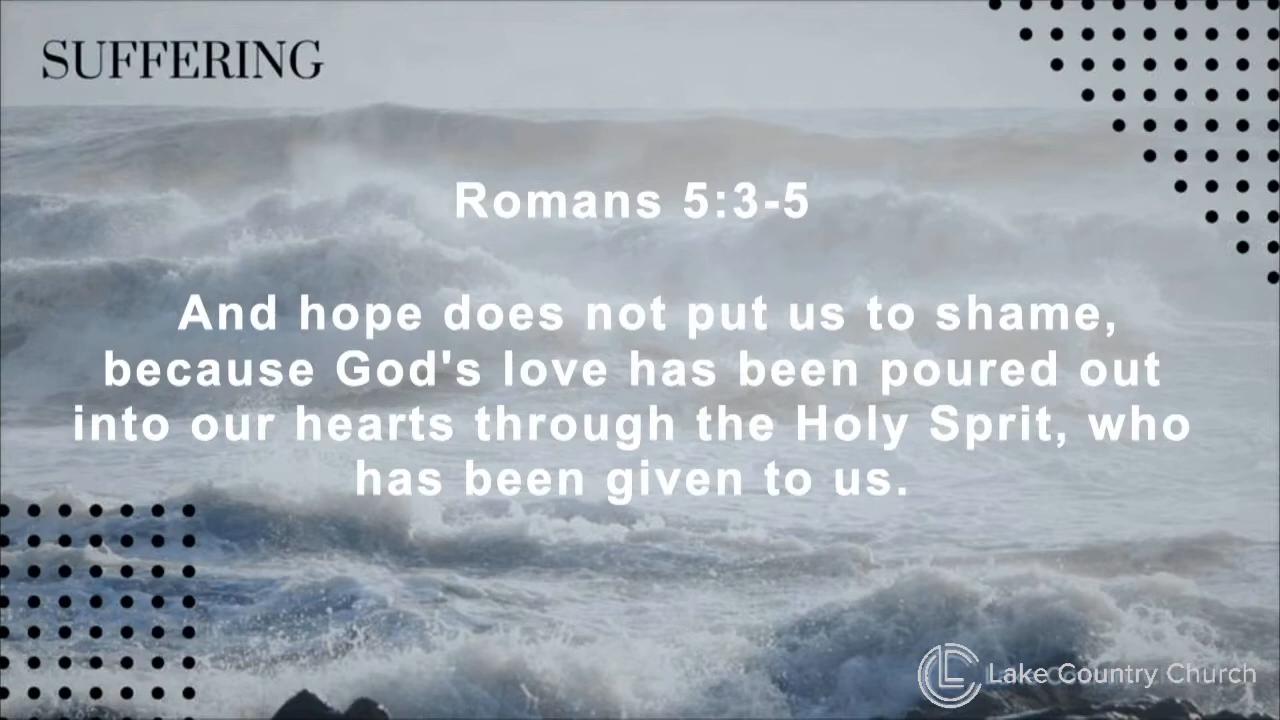 SUFFERING
Romans 5:3-5
And hope does not put us to shame,
because God's love has been poured out
into our hearts through the Holy Sprit, who
has been given to us.
Lake Country Church